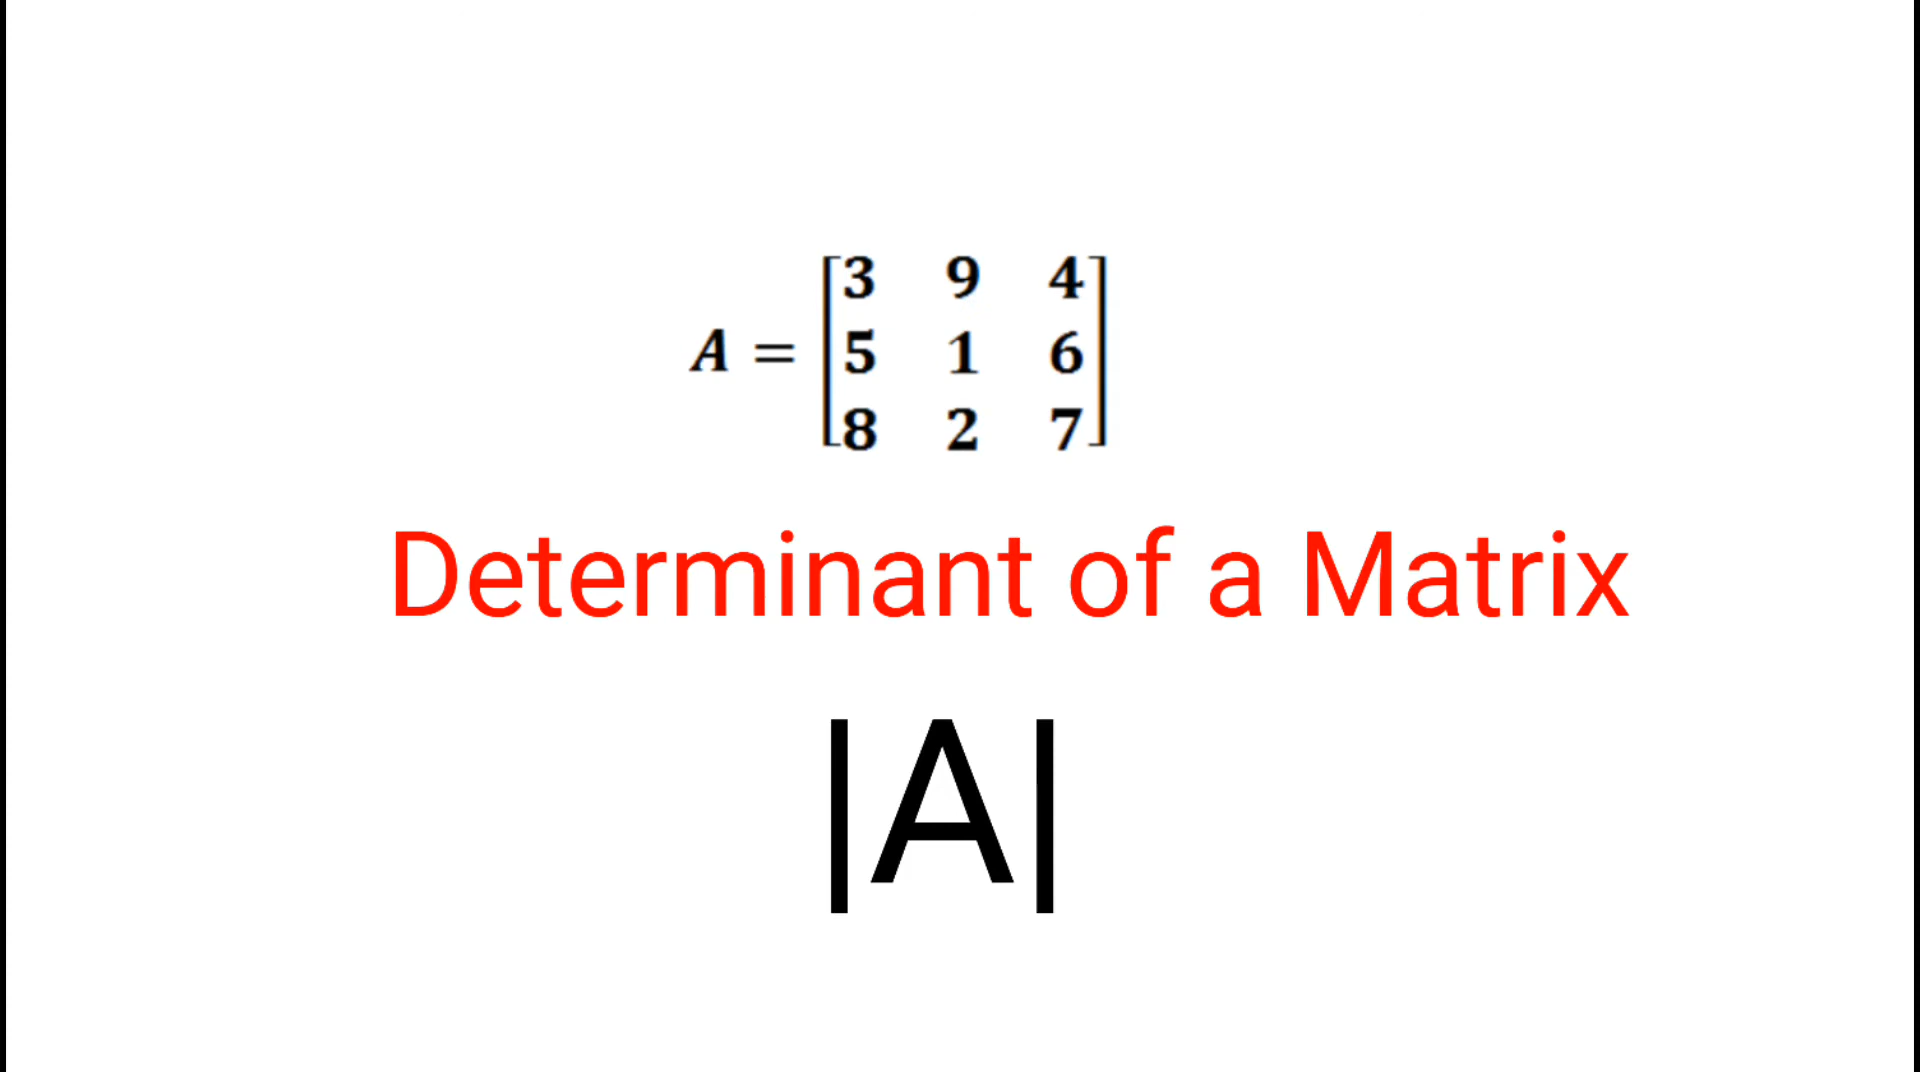 A = [3 9 4
5 1 6
8 2 7]
Determinant of a Matrix
|A|